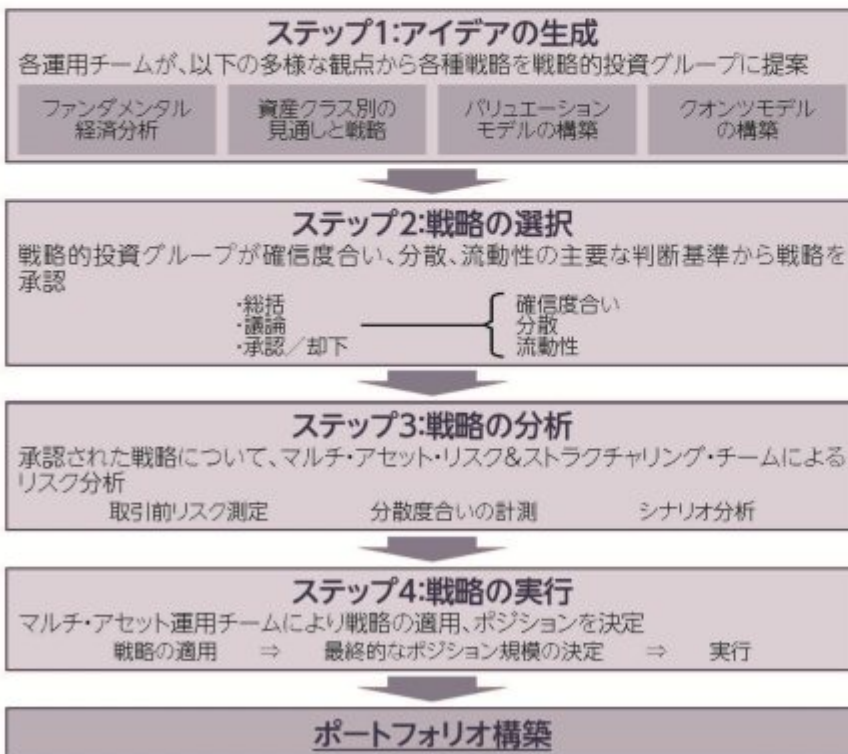 ステップ1:アイデアの生成
各運用チームが、以下の多様な観点から各種戦略を戦略的投資グループに提案
ファンダメンタル
経済分析
資産クラス別の
見通しと戦略
バリュエーション
モデルの構築
クオンツモデル
の構築
ステップ2:戦略の選択
戦略的投資グループが確信度合い、分散、流動性の主要な判断基準から戦略を
承認
・総括
・議論
・承認／却下
確信度合い
分散
流動性
ステップ3:戦略の分析
承認された戦略について、マルチ・アセット・リスク&ストラクチャリング・チームによる
リスク分析
取引前リスク測定 分散度合いの計測 シナリオ分析
ステップ4:戦略の実行
マルチ・アセット運用チームにより戦略の適用、ポジションを決定
戦略の適用 ⇒ 最終的なポジション規模の決定 ⇒ 実行
ポートフォリオ構築